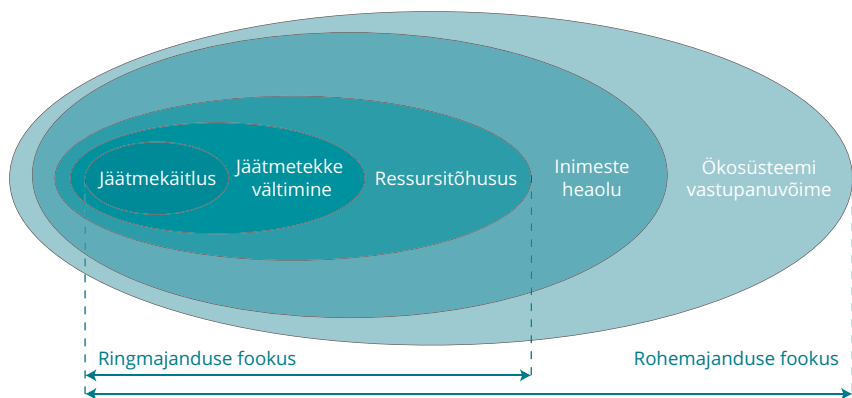 Jäätmekäitlus
Jäätmetekke
vältimine
Ressursitõhusus
Inimeste
heaolu
Ökosüsteemi
vastupanuvõime
Ringmajanduse fookus
Rohemajanduse fookus